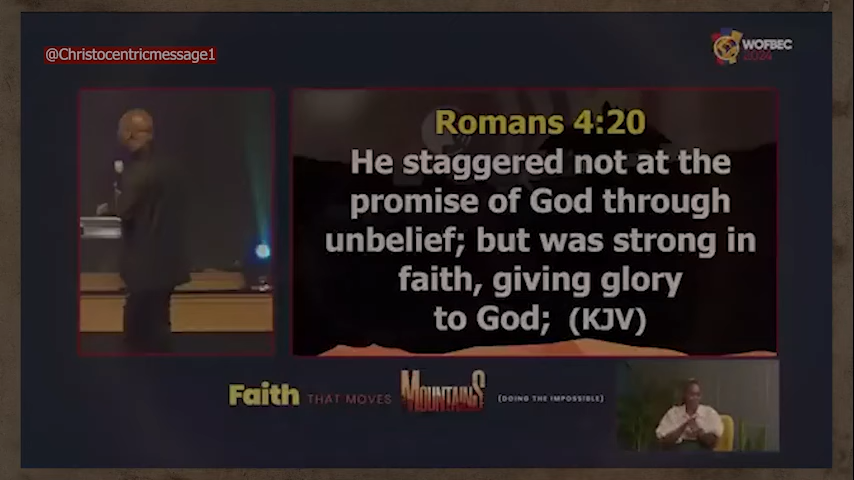 @Christocentricmessage1
WOFBEC
2024
Romans 4:20
He staggered not at the
promise of God through
unbelief; but was strong in
faith, giving glory
to God; (KJV)
Faith THAT MOVES MOUNTAINS (DOING THE IMPOSSIBLE)